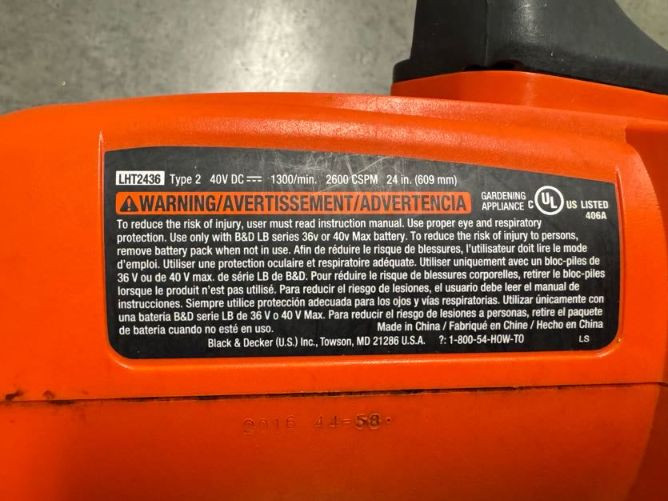 LHT2436 Type 2 40V DC ⎓ 1300/min. 2600 CSPM 24 in. (609 mm)
⚠WARNING/AVERTISSEMENT/ADVERTENCIA
GARDENING
APPLIANCE
C UL US LISTED
406A
To reduce the risk of injury, user must read instruction manual. Use proper eye and respiratory
protection. Use only with B&D LB series 36v or 40v Max battery. To reduce the risk of injury to persons,
remove battery pack when not in use. Afin de réduire le risque de blessures, l'utilisateur doit lire le mode
d'emploi. Utiliser une protection oculaire et respiratoire adéquate. Utiliser uniquement avec un bloc-piles de
36 V ou de 40 V max. de série LB de B&D. Pour réduire le risque de blessures corporelles, retirer le bloc-piles
lorsque le produit n'est pas utilisé. Para reducir el riesgo de lesiones, el usuario debe leer el manual de
instrucciones. Siempre utilice protección adecuada para los ojos y vías respiratorias. Utilizar únicamente con
una batería B&D serie LB de 36 V o 40 V Max. Para reducir el riesgo de lesiones a personas, retire el paquete
de batería cuando no esté en uso. Made in China / Fabriqué en Chine / Hecho en China
Black & Decker (U.S.) Inc., Towson, MD 21286 U.S.A. ?: 1-800-54-HOW-TO LS
2016 44-58